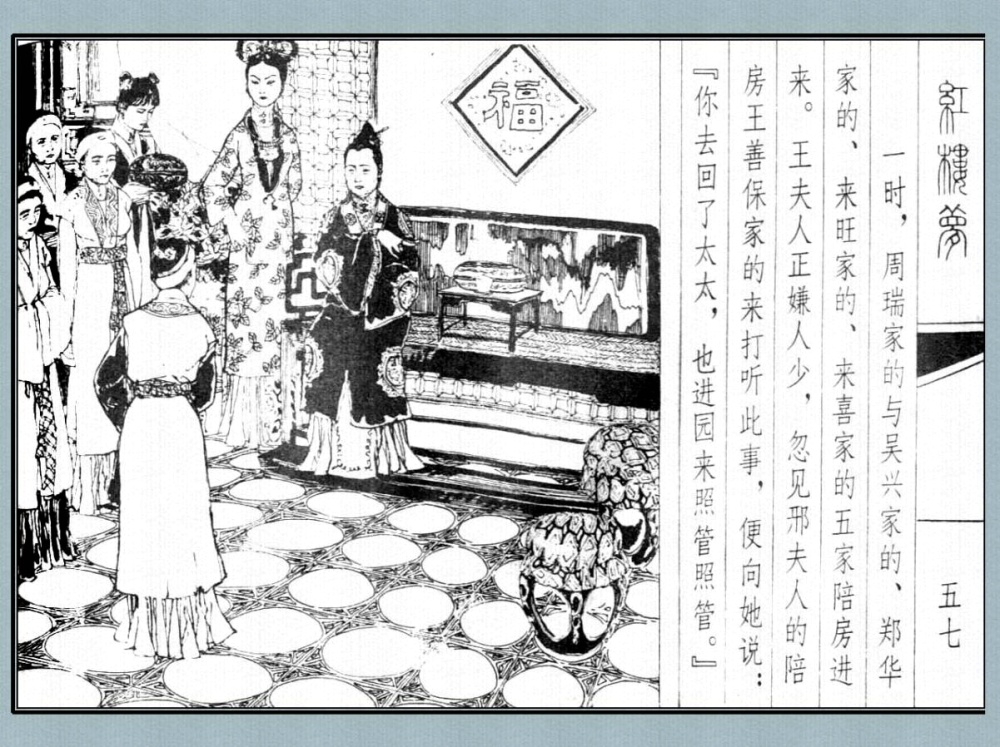 紅樓夢
五七
一时，周瑞家的与吴兴家的、郑华
家的、来旺家的、来喜家的五家陪房进
来。王夫人正嫌人少，忽见邢夫人的陪
房王善保家的来打听此事，便向她说：
『你去回了太太，也进园来照管照管。』
福